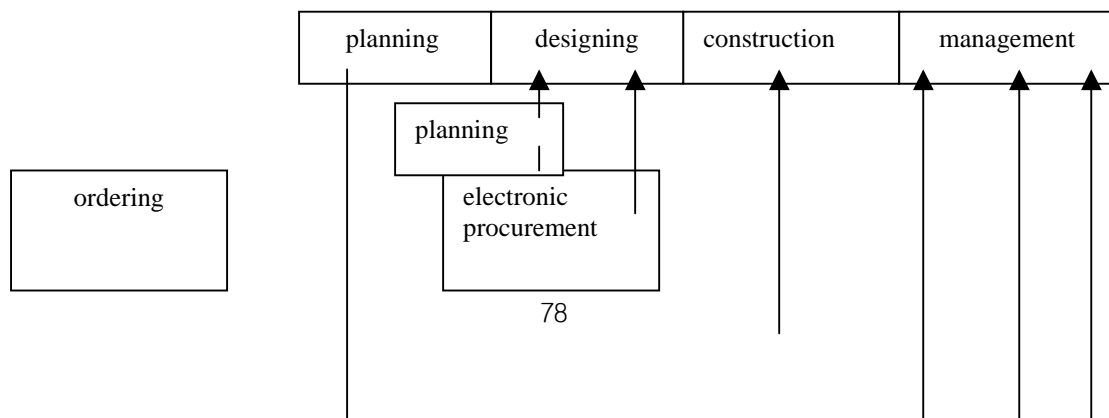 planning designing construction management
planning
ordering
electronic
procurement
78